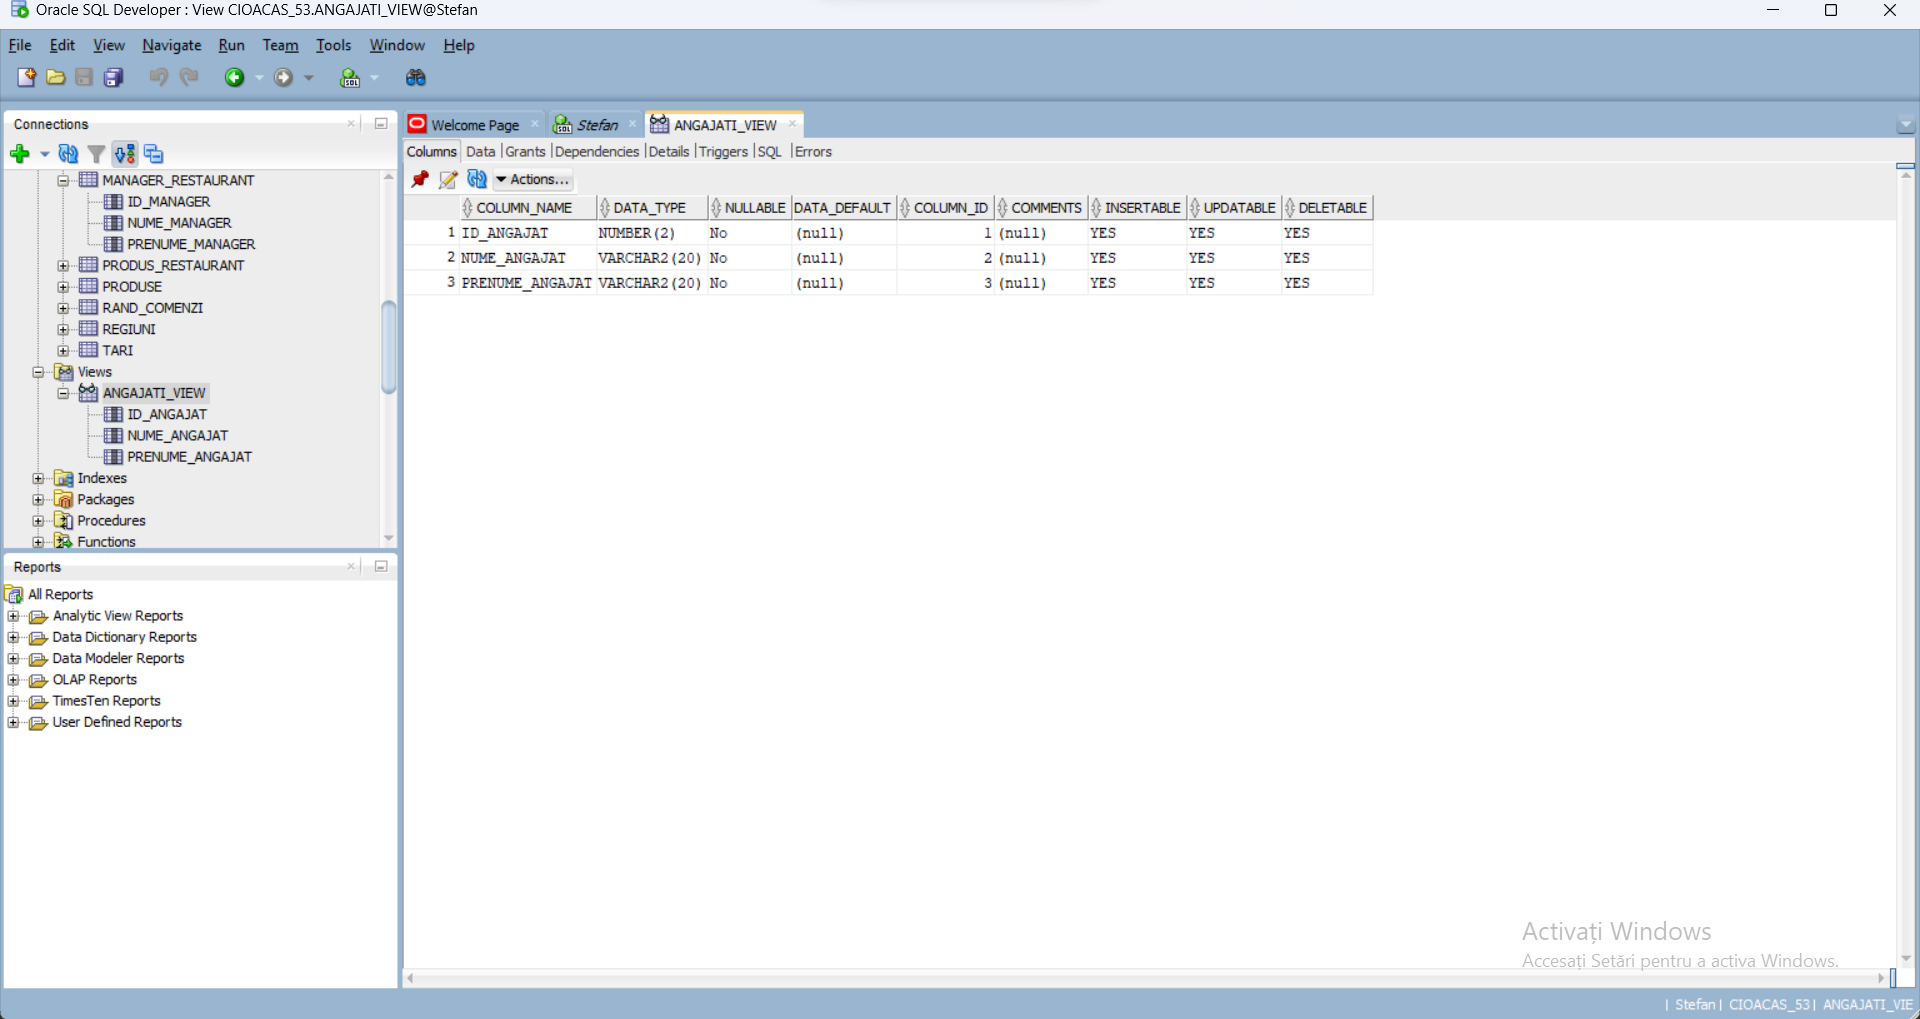 Oracle SQL Developer : View CIOACAS_53.ANGAJATI_VIEW@Stefan
File Edit View Navigate Run Team Tools Window Help
Connections
MANAGER_RESTAURANT
ID_MANAGER
NUME_MANAGER
PRENUME_MANAGER
PRODUS_RESTAURANT
PRODUSE
RAND_COMENZI
REGIUNI
TARI
Views
ANGAJATI_VIEW
ID_ANGAJAT
NUME_ANGAJAT
PRENUME_ANGAJAT
Indexes
Packages
Procedures
Functions
Reports
All Reports
Analytic View Reports
Data Dictionary Reports
Data Modeler Reports
OLAP Reports
TimesTen Reports
User Defined Reports
Welcome Page Stefan ANGAJATI_VIEW
Columns Data Grants Dependencies Details Triggers SQL Errors
Actions...
COLUMN_NAME DATA_TYPE NULLABLE DATA_DEFAULT COLUMN_ID COMMENTS INSERTABLE UPDATABLE DELETABLE
1 ID_ANGAJAT NUMBER(2) No (null) 1 (null) YES YES YES
2 NUME_ANGAJAT VARCHAR2(20) No (null) 2 (null) YES YES YES
3 PRENUME_ANGAJAT VARCHAR2(20) No (null) 3 (null) YES YES YES
Activați Windows
Accesați Setări pentru a activa Windows.
| Stefan | CIOACAS_53 | ANGAJATI_VIE